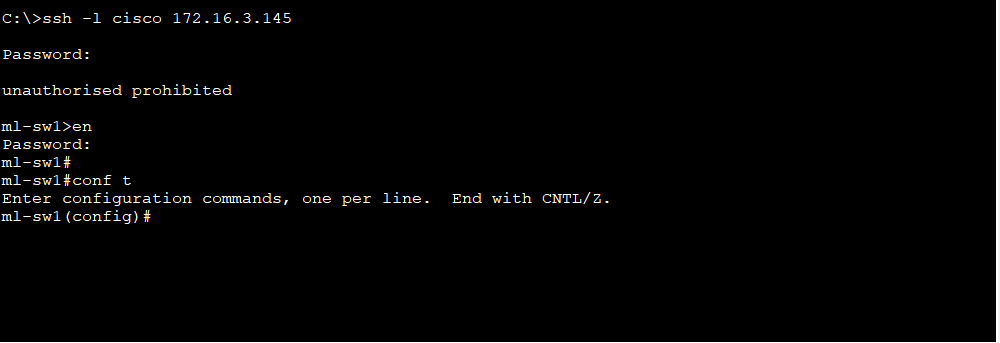 C:\>ssh -l cisco 172.16.3.145
Password:
unauthorised prohibited
ml-sw1>en
Password:
ml-sw1#
ml-sw1#conf t
Enter configuration commands, one per line.  End with CNTL/Z.
ml-sw1(config)#